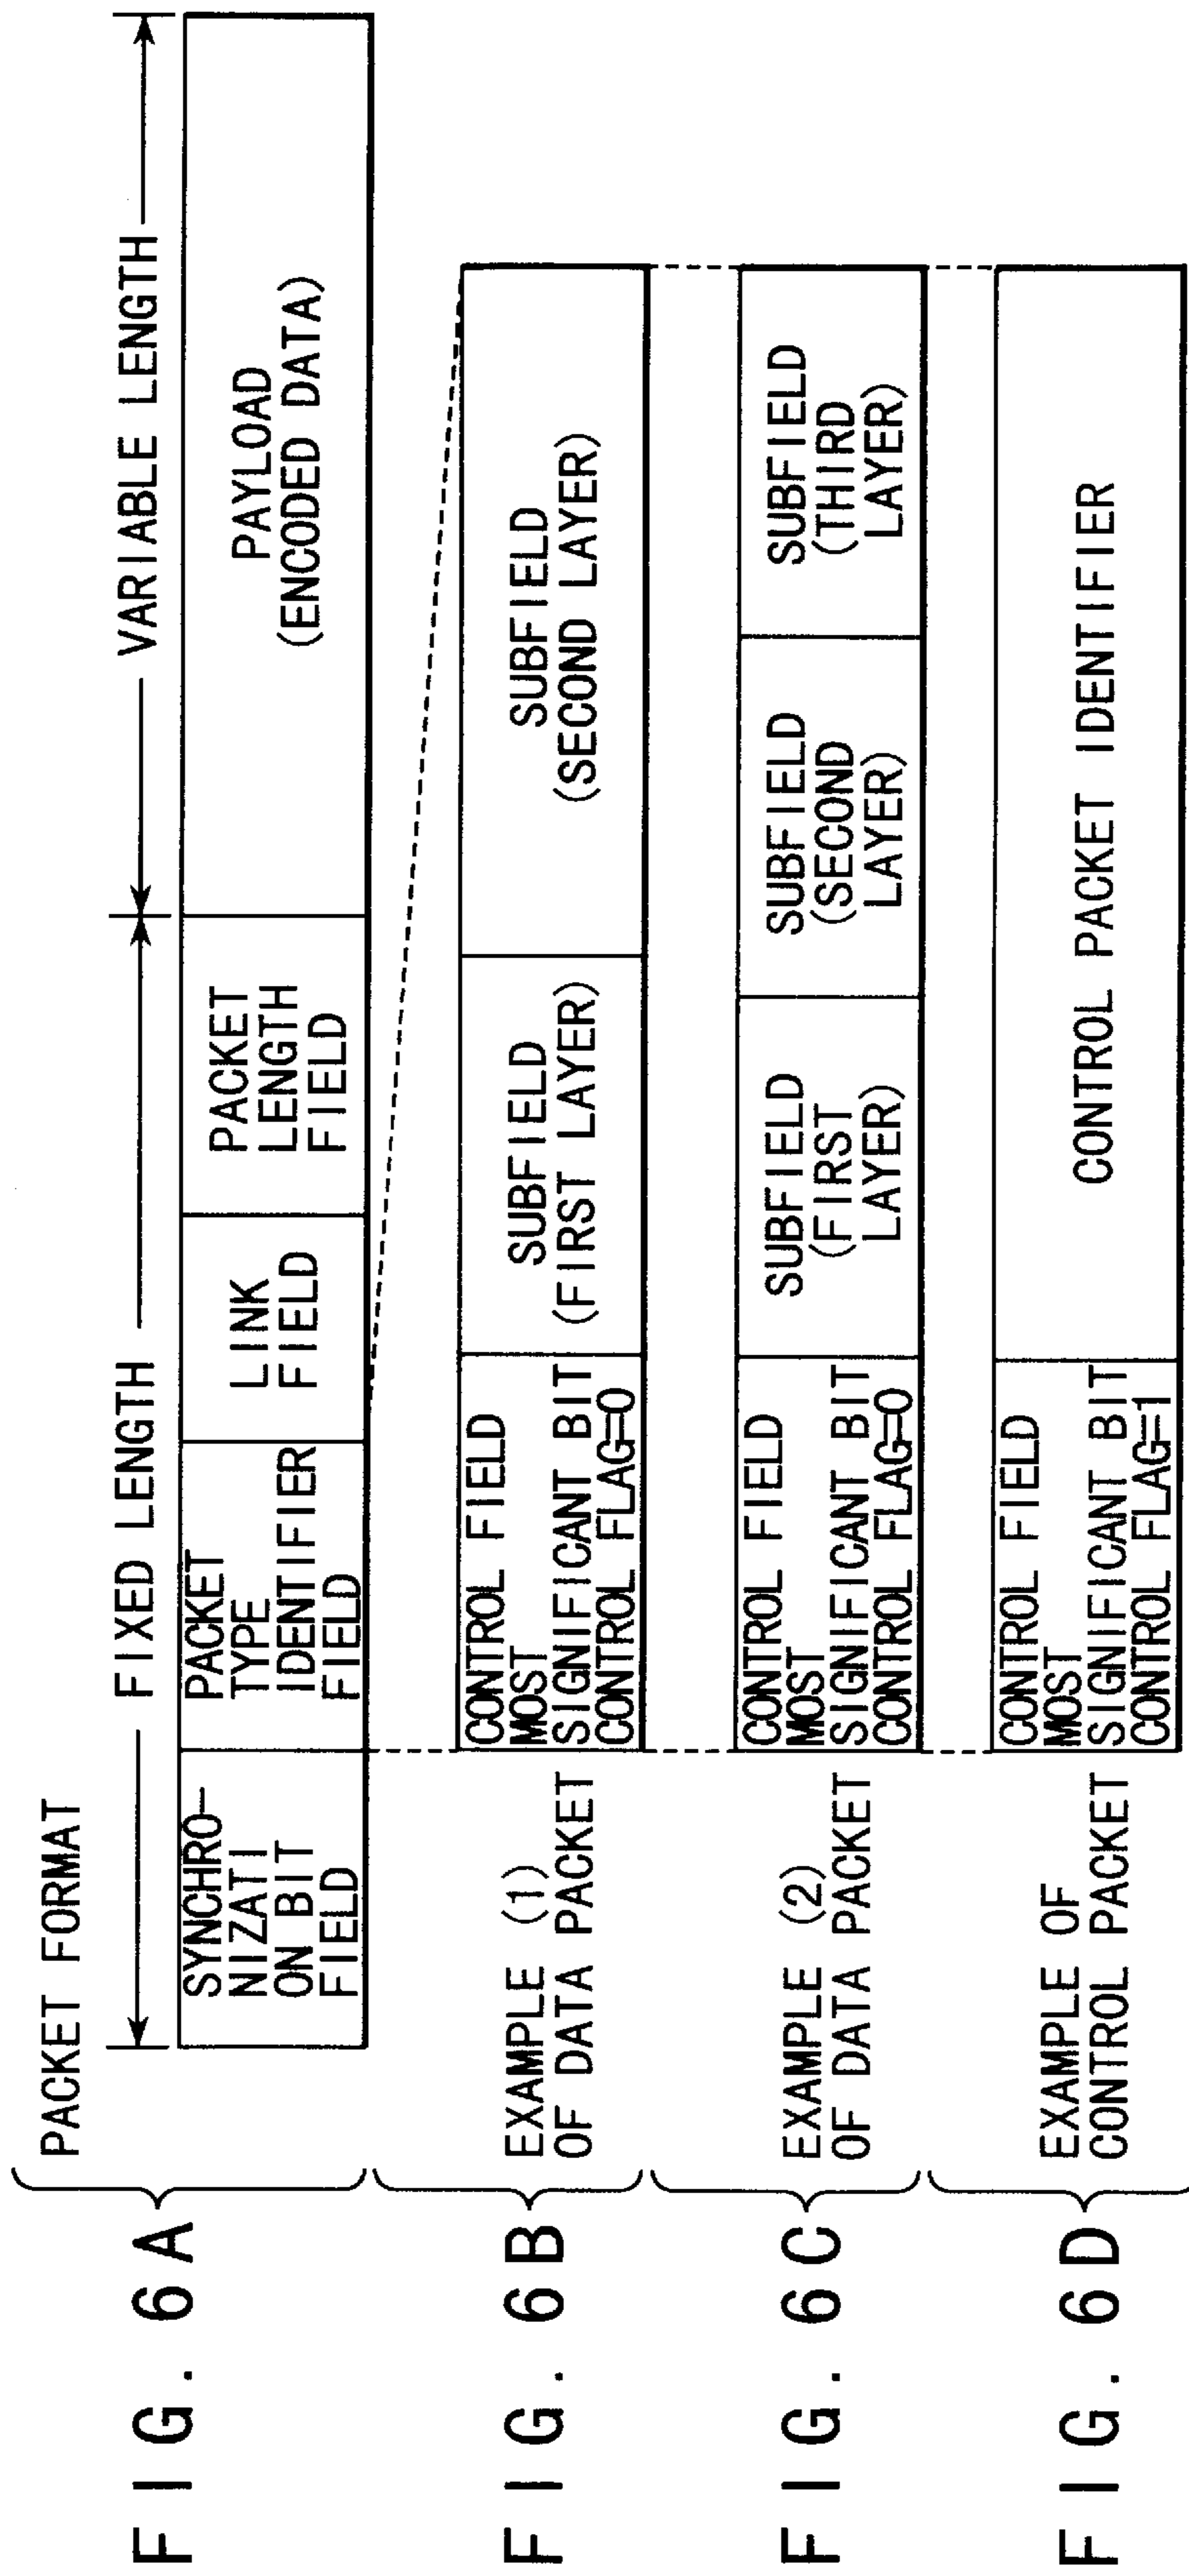 FIG. 6A
PACKET FORMAT
FIXED LENGTH
VARIABLE LENGTH
SYNCHRO-
NIZATI
ON BIT
FIELD
PACKET
TYPE
IDENTIFIER
FIELD
LINK
FIELD
PACKET
LENGTH
FIELD
PAYLOAD
(ENCODED DATA)
FIG. 6B
EXAMPLE (1)
OF DATA PACKET
CONTROL FIELD
MOST
SIGNIFICANT BIT
CONTROL FLAG=0
SUBFIELD
(FIRST LAYER)
SUBFIELD
(SECOND LAYER)
FIG. 6C
EXAMPLE (2)
OF DATA PACKET
CONTROL FIELD
MOST
SIGNIFICANT BIT
CONTROL FLAG=0
SUBFIELD
(FIRST
LAYER)
SUBFIELD
(SECOND
LAYER)
SUBFIELD
(THIRD
LAYER)
FIG. 6D
EXAMPLE OF
CONTROL PACKET
CONTROL FIELD
MOST
SIGNIFICANT BIT
CONTROL FLAG=1
CONTROL PACKET IDENTIFIER